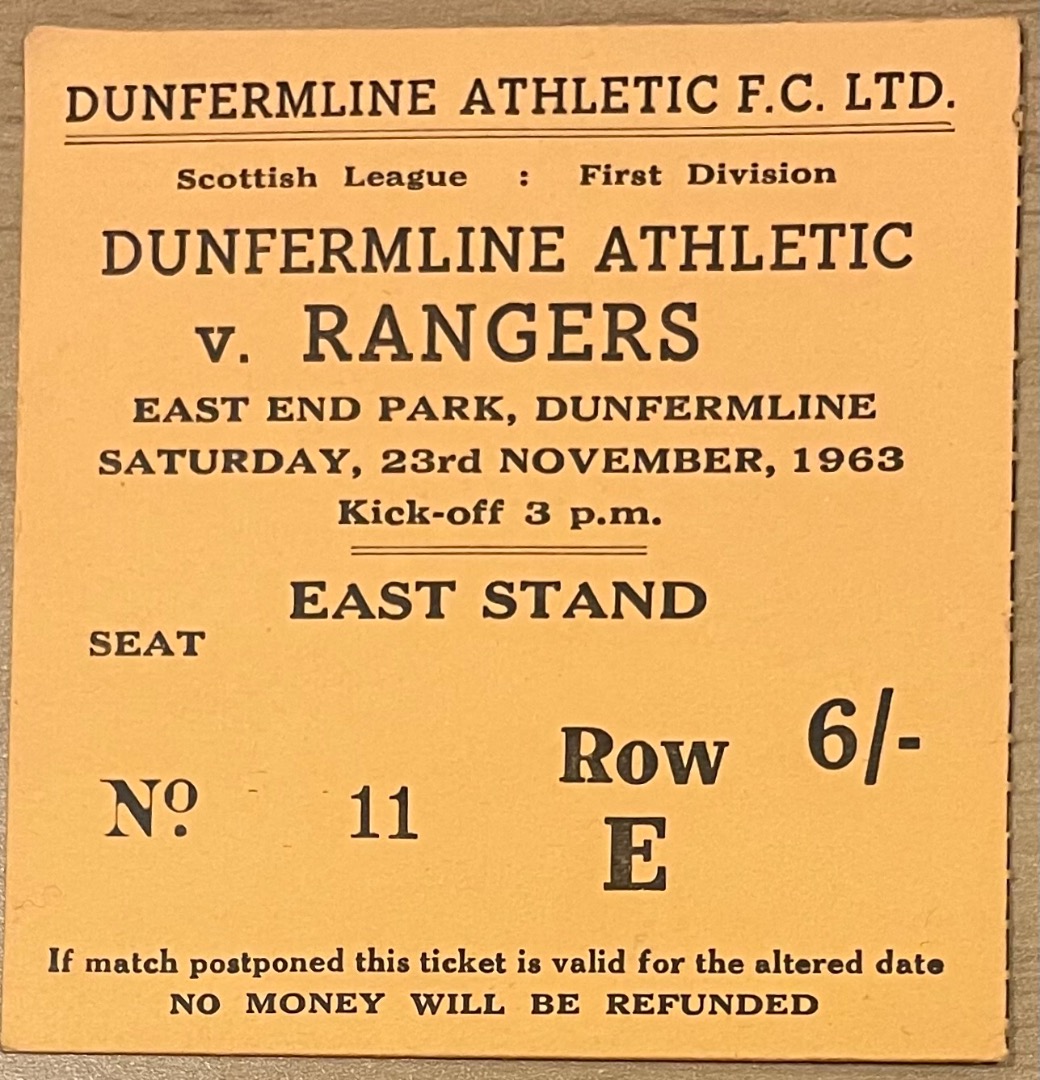 DUNFERMLINE ATHLETIC F.C. LTD.
Scottish League : First Division
DUNFERMLINE ATHLETIC
v. RANGERS
EAST END PARK, DUNFERMLINE
SATURDAY, 23rd NOVEMBER, 1963
Kick-off 3 p.m.
EAST STAND
SEAT
Row 6/-
Nº. 11
E
If match postponed this ticket is valid for the altered date
NO MONEY WILL BE REFUNDED